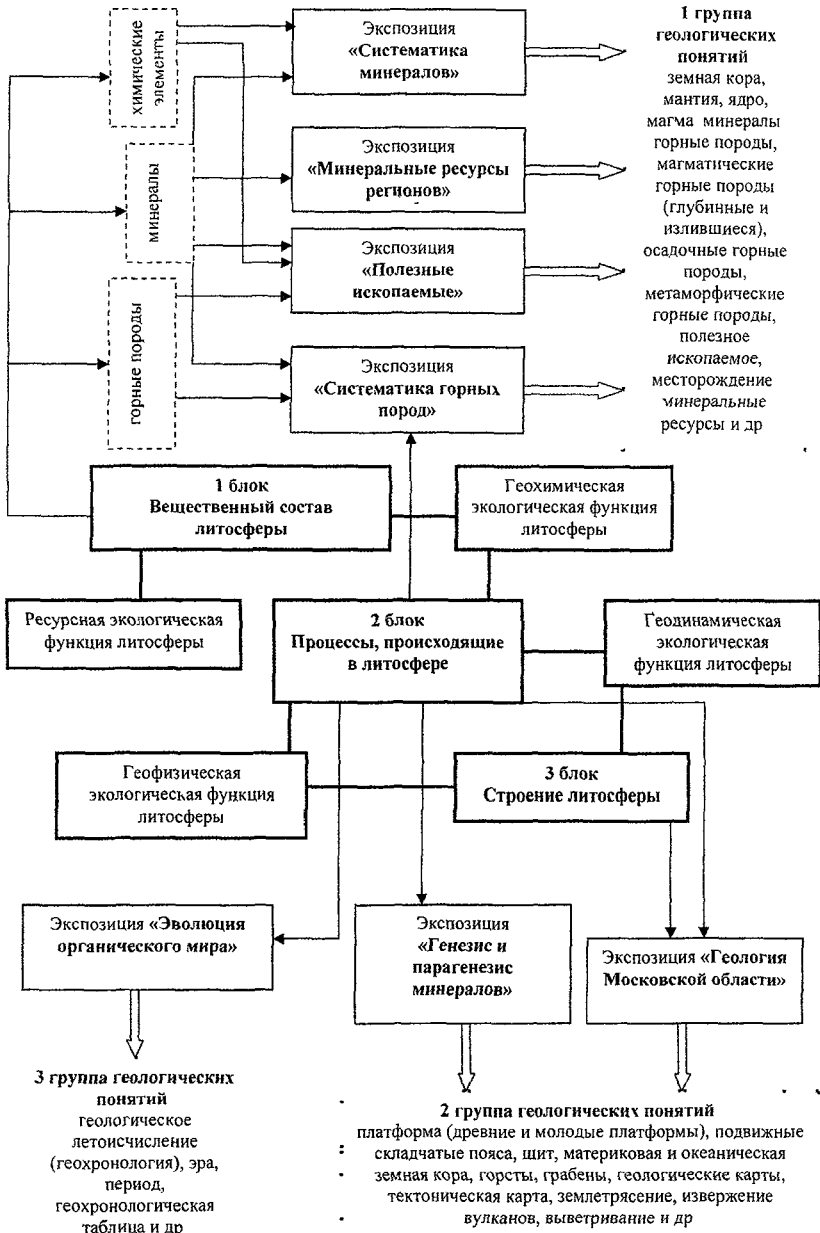 химические
элементы
Экспозиция
«Систематика
минералов»
1 группа
геологических
понятий
земная кора,
мантия, ядро,
магма минералы
горные породы,
магматические
горные породы
(глубинные и
излившиеся),
осадочные горные
породы,
метаморфические
горные породы,
полезное
ископаемое,
месторождение
минеральные
ресурсы и др
минералы
Экспозиция
«Минеральные ресурсы
регионов»
Экспозиция
«Полезные
ископаемые»
горные породы
Экспозиция
«Систематика горных
пород»
1 блок
Вещественный состав
литосферы
Геохимическая
экологическая функция
литосферы
Ресурсная экологическая
функция литосферы
2 блок
Процессы, происходящие
в литосфере
Геодинамическая
экологическая
функция литосферы
Геофизическая
экологическая функция
литосферы
3 блок
Строение литосферы
Экспозиция «Эволюция
органического мира»
Экспозиция
«Генезис и
парагенезис
минералов»
Экспозиция «Геология
Московской области»
3 группа геологических
понятий
геологическое
летоисчисление
(геохронология), эра,
период,
геохронологическая
таблица и др
2 группа геологических понятий
платформа (древние и молодые платформы), подвижные
складчатые пояса, щит, материковая и океаническая
земная кора, горсты, грабены, геологические карты,
тектоническая карта, землетрясение, извержение
вулканов, выветривание и др